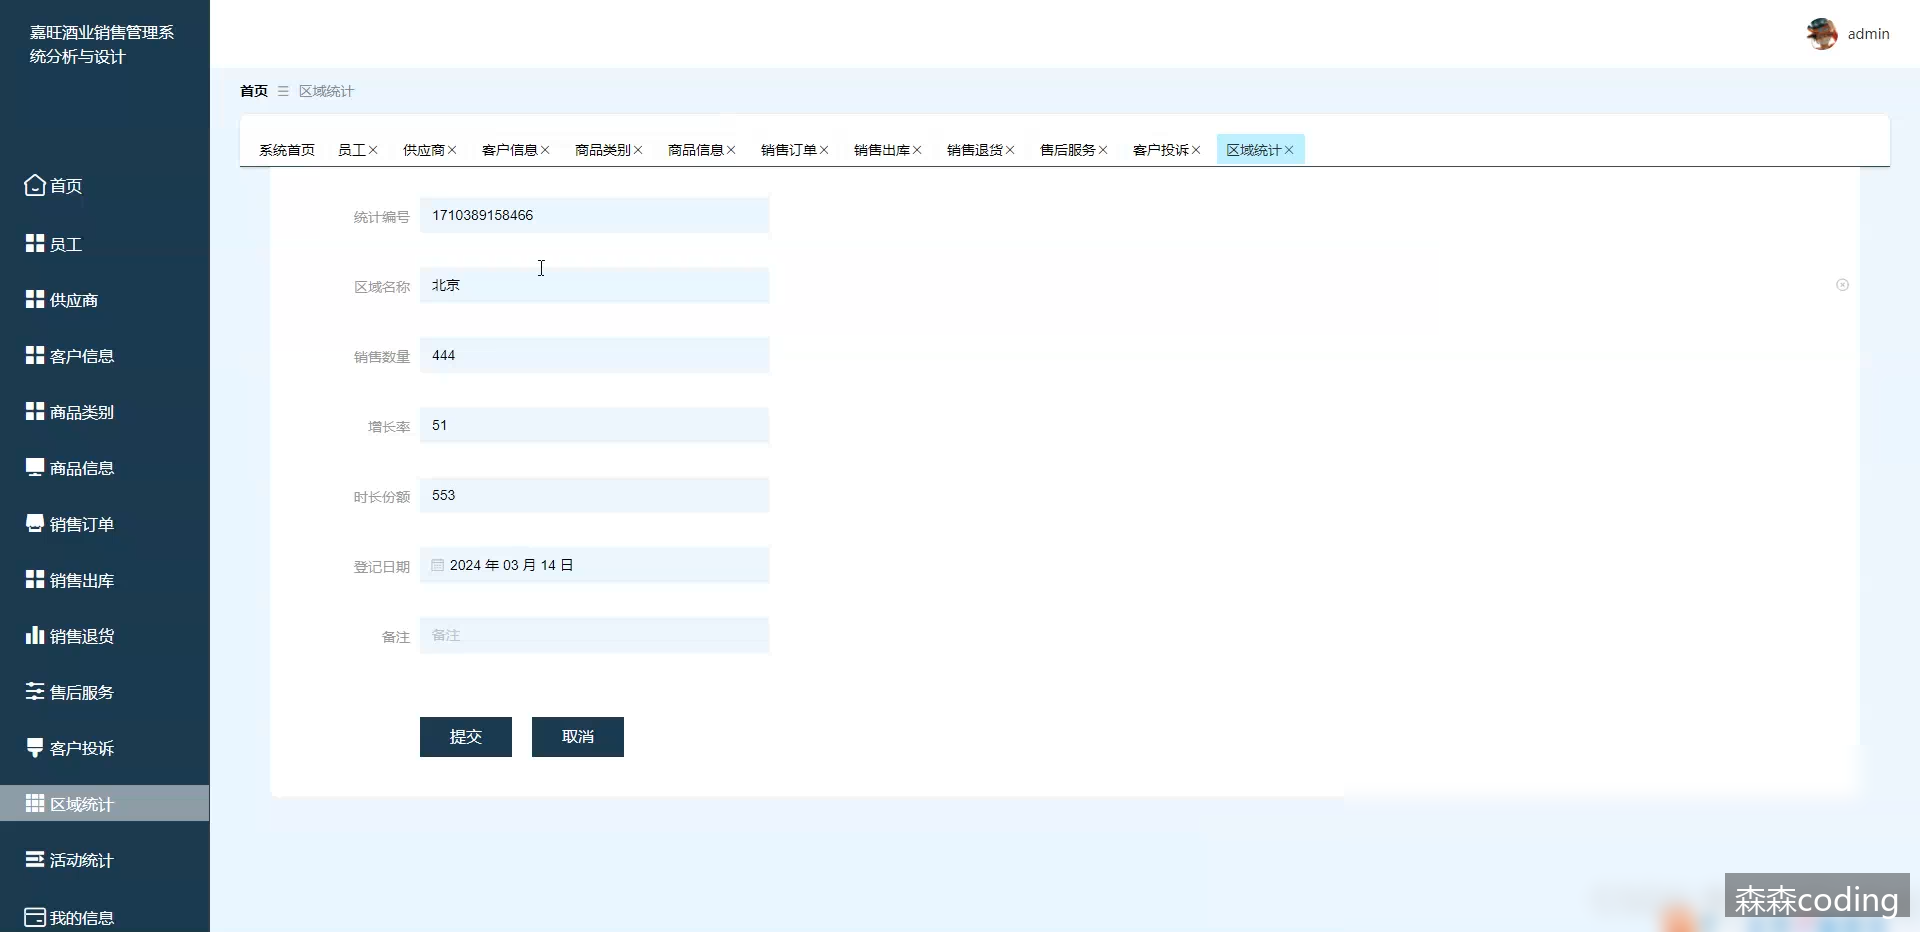 嘉旺酒业销售管理系
统分析与设计
admin
首页 区域统计
系统首页 员工 供应商 客户信息 商品类别 商品信息 销售订单 销售出库 销售退货 售后服务 客户投诉 区域统计
首页
员工
供应商
客户信息
商品类别
商品信息
销售订单
销售出库
销售退货
售后服务
客户投诉
区域统计
活动统计
我的信息
统计编号 1710389158466
区域名称 北京
销售数量 444
增长率 51
时长份额 553
登记日期 2024 年 03 月 14 日
备注 备注
提交 取消
森森coding